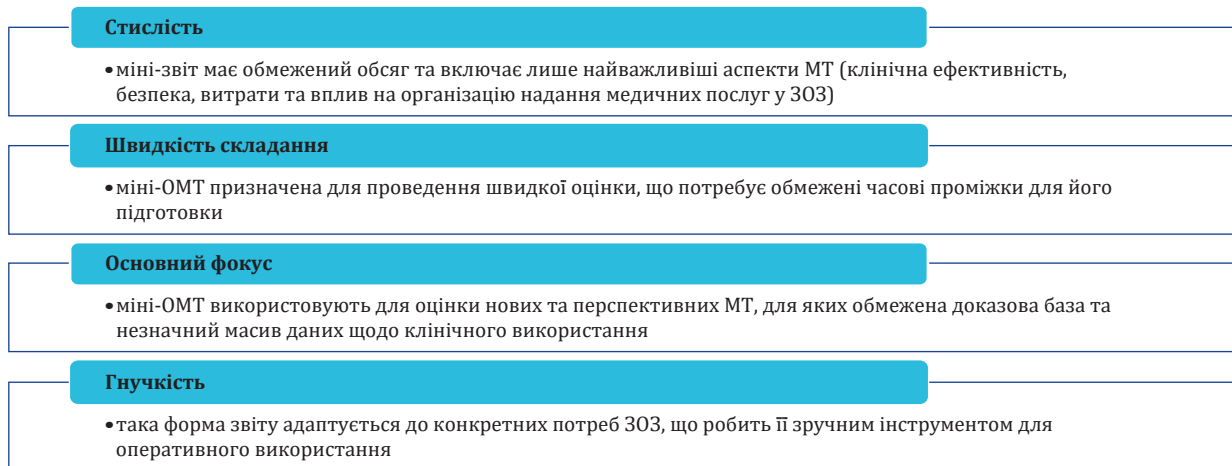 Стислість
•міні-звіт має обмежений обсяг та включає лише найважливіші аспекти МТ (клінічна ефективність,
безпека, витрати та вплив на організацію надання медичних послуг у ЗОЗ)
Швидкість складання
•міні-ОМТ призначена для проведення швидкої оцінки, що потребує обмежені часові проміжки для його
підготовки
Основний фокус
•міні-ОМТ використовують для оцінки нових та перспективних МТ, для яких обмежена доказова база та
незначний масив даних щодо клінічного використання
Гнучкість
•така форма звіту адаптується до конкретних потреб ЗОЗ, що робить її зручним інструментом для
оперативного використання